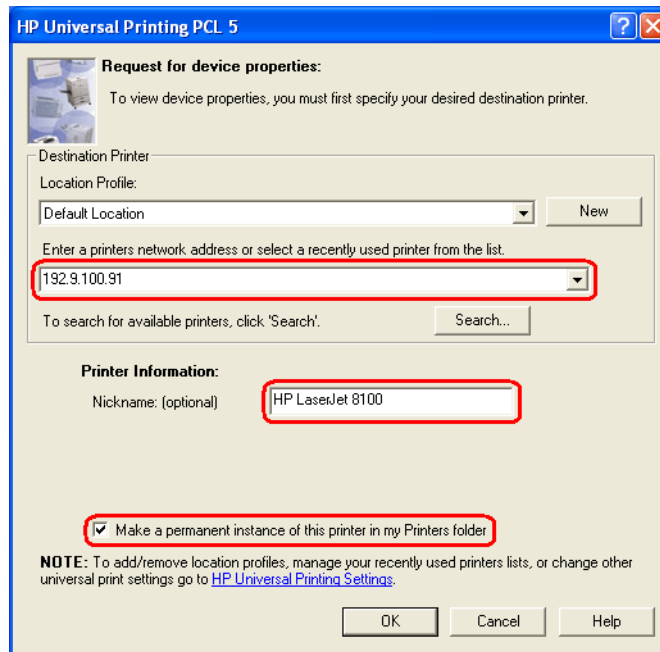 HP Universal Printing PCL 5
Request for device properties:
To view device properties, you must first specify your desired destination printer.
Destination Printer
Location Profile:
Default Location
New
Enter a printers network address or select a recently used printer from the list.
192.9.100.91
To search for available printers, click 'Search'.
Search...
Printer Information:
Nickname: (optional)
HP LaserJet 8100
Make a permanent instance of this printer in my Printers folder
NOTE: To add/remove location profiles, manage your recently used printers lists, or change other
universal print settings go to HP Universal Printing Settings.
OK
Cancel
Help